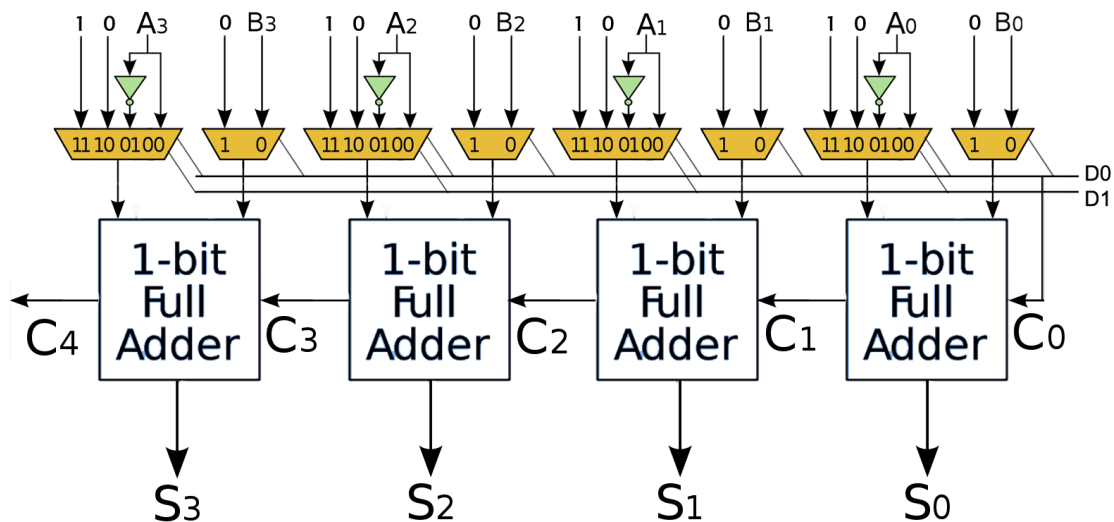 1 0 A3 0 B3 1 0 A2 0 B2 1 0 A1 0 B1 1 0 A0 0 B0
11 10 01 00 1 0 11 10 01 00 1 0 11 10 01 00 1 0 11 10 01 00 1 0
D0
D1
1-bit Full Adder
1-bit Full Adder
1-bit Full Adder
1-bit Full Adder
C4 C3 C2 C1 C0
S3 S2 S1 S0